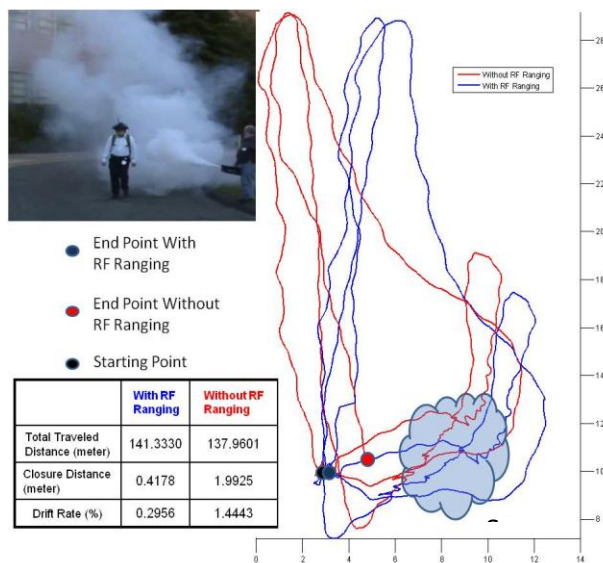 Without RF Ranging
With RF Ranging
End Point With
RF Ranging
End Point Without
RF Ranging
Starting Point
With RF Ranging Without RF Ranging
Total Traveled Distance (meter) 141.3330 137.9601
Closure Distance (meter) 0.4178 1.9925
Drift Rate (%) 0.2956 1.4443
28
26
24
22
20
18
16
14
12
10
8
0 2 4 6 8 10 12 14